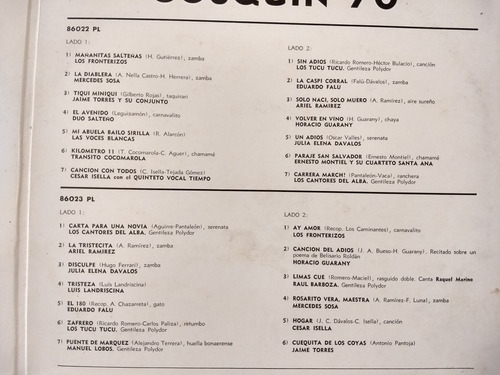 COSQUIN 70
86022 PL
LADO 1:
1) MAÑANITAS SALTEÑAS (H. Gutiérrez), zamba
LOS FRONTERIZOS
2) LA DIABLERA (A. Nella Castro-H. Herrera), zamba
MERCEDES SOSA
3) TIQUI MINIQUI (Gilberto Rojas), taquirari
JAIME TORRES Y SU CONJUNTO
4) EL AVENIDO (Leguizamón), carnavalito
DUO SALTEÑO
5) MI ABUELA BAILO SIRILLA (R. Alarcón)
LAS VOCES BLANCAS
6) KILOMETRO 11 (T. Cocomarola-C. Aguer), chamamé
TRANSITO COCOMAROLA
7) CANCION CON TODOS (C. Isella-Tejada Gómez)
CESAR ISELLA con el QUINTETO VOCAL TIEMPO
LADO 2:
1) SIN ADIOS (Ricardo Romero-Héctor Bulacio), canción
LOS TUCU TUCU. Gentileza Polydor
2) LA CASPI CORRAL (Falú-Dávalos), zamba
EDUARDO FALU
3) SOLO NACI, SOLO MUERO (A. Ramírez), aire sureño
ARIEL RAMIREZ
4) VOLVER EN VINO (H. Guarany), chaya
HORACIO GUARANY
5) UN ADIOS (Oscar Valles), serenata
JULIA ELENA DAVALOS
6) PARAJE SAN SALVADOR (Ernesto Montiel), chamamé
ERNESTO MONTIEL Y SU CUARTETO SANTA ANA
7) CARRERA MARCH! (Pantaleón-Vaca), ranchera
LOS CANTORES DEL ALBA. Gentileza Polydor
86023 PL
LADO 1:
1) CARTA PARA UNA NOVIA (Aguirre-Pantaleón), serenata
LOS CANTORES DEL ALBA. Gentileza Polydor
2) LA TRISTECITA (A. Ramírez), zamba
ARIEL RAMIREZ
3) DISCULPE (Hugo Ferrari), zamba
JULIA ELENA DAVALOS
4) TRISTEZA (Luis Landriscina)
LUIS LANDRISCINA
5) EL 180 (Recop. A. Chazarreta), gato
EDUARDO FALU
6) ZAFRERO (Ricardo Romero-Carlos Paliza), retumbo
LOS TUCU TUCU. Gentileza Polydor
7) PUENTE DE MARQUEZ (Alejandro Terrera), huella bonaerense
MANUEL LOBOS. Gentileza Polydor
LADO 2:
1) AY AMOR (Recop. Los Caminantes), carnavalito
LOS FRONTERIZOS
2) CANCION DEL ADIOS (J. A. Bueso-H. Guarany). Recitado sobre un
poema de Belisario Roldán
HORACIO GUARANY
3) LIMAS CUE (Romero-Maciel), rasguido doble. Canta Raquel Marina
RAUL BARBOZA. Gentileza Polydor
4) ROSARITO VERA, MAESTRA (A. Ramírez-F. Luna), zamba
MERCEDES SOSA
5) HOGAR (J. C. Dávalos-C. Isella), canción
CESAR ISELLA
6) CUEQUITA DE LOS COYAS (Antonio Pantoja)
JAIME TORRES